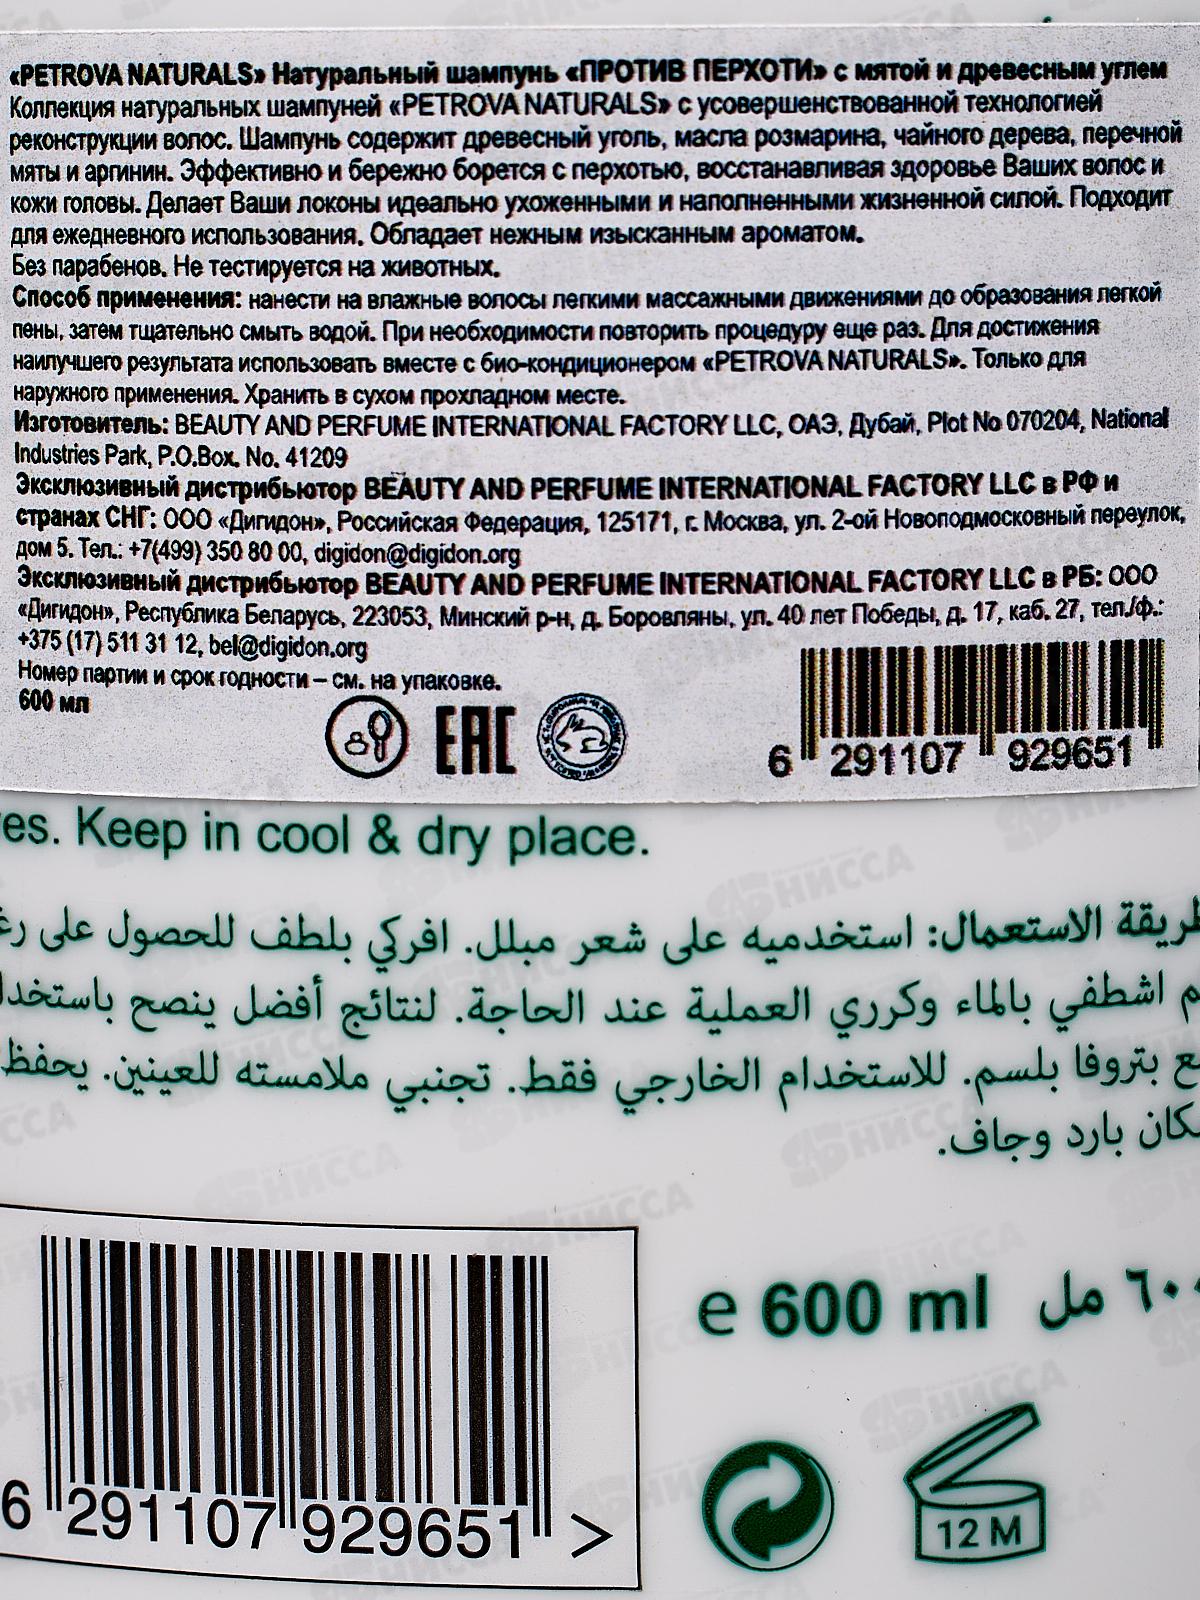 «PETROVA NATURALS» Натуральный шампунь «ПРОТИВ ПЕРХОТИ» с мятой и древесным углем
Коллекция натуральных шампуней «PETROVA NATURALS» с усовершенствованной технологией
реконструкции волос. Шампунь содержит древесный уголь, масла розмарина, чайного дерева, перечной
мяты и аргинин. Эффективно и бережно борется с перхотью, восстанавливая здоровье Ваших волос и
кожи головы. Делает Ваши локоны идеально ухоженными и наполненными жизненной силой. Подходит
для ежедневного использования. Обладает нежным изысканным ароматом.
Без парабенов. Не тестируется на животных.
Способ применения: нанести на влажные волосы легкими массажными движениями до образования легкой
пены, затем тщательно смыть водой. При необходимости повторить процедуру еще раз. Для достижения
наилучшего результата использовать вместе с био-кондиционером «PETROVA NATURALS». Только для
наружного применения. Хранить в сухом прохладном месте.
Изготовитель: BEAUTY AND PERFUME INTERNATIONAL FACTORY LLC, ОАЭ, Дубай, Plot No 070204, National
Industries Park, P.O.Box. No. 41209
Эксклюзивный дистрибьютор BEAUTY AND PERFUME INTERNATIONAL FACTORY LLC в РФ и
странах СНГ: ООО «Дигидон», Российская Федерация, 125171, г. Москва, ул. 2-ой Новоподмосковный переулок,
дом 5. Тел.: +7(499) 350 80 00, digidon@digidon.org
Эксклюзивный дистрибьютор BEAUTY AND PERFUME INTERNATIONAL FACTORY LLC в РБ: ООО
«Дигидон», Республика Беларусь, 223053, Минский р-н, д. Боровляны, ул. 40 лет Победы, д. 17, каб. 27, тел./ф.:
+375 (17) 511 31 12, bel@digidon.org
Номер партии и срок годности – см. на упаковке.
600 мл
EAC
6 291107 929651
es. Keep in cool & dry place.
طريقة الاستعمال: استخدميه على شعر مبلل. افركي بلطف للحصول على
اشطفي بالماء وكرري العملية عند الحاجة. لنتائج أفضل ينصح
بتروفا بلسم. للاستخدام الخارجي فقط. تجنبي ملامسته للعينين. يحفظ
بارد وجاف.
6 291107 929651 >
e 600 ml ٦٠٠ مل
12 M
АБНИССА